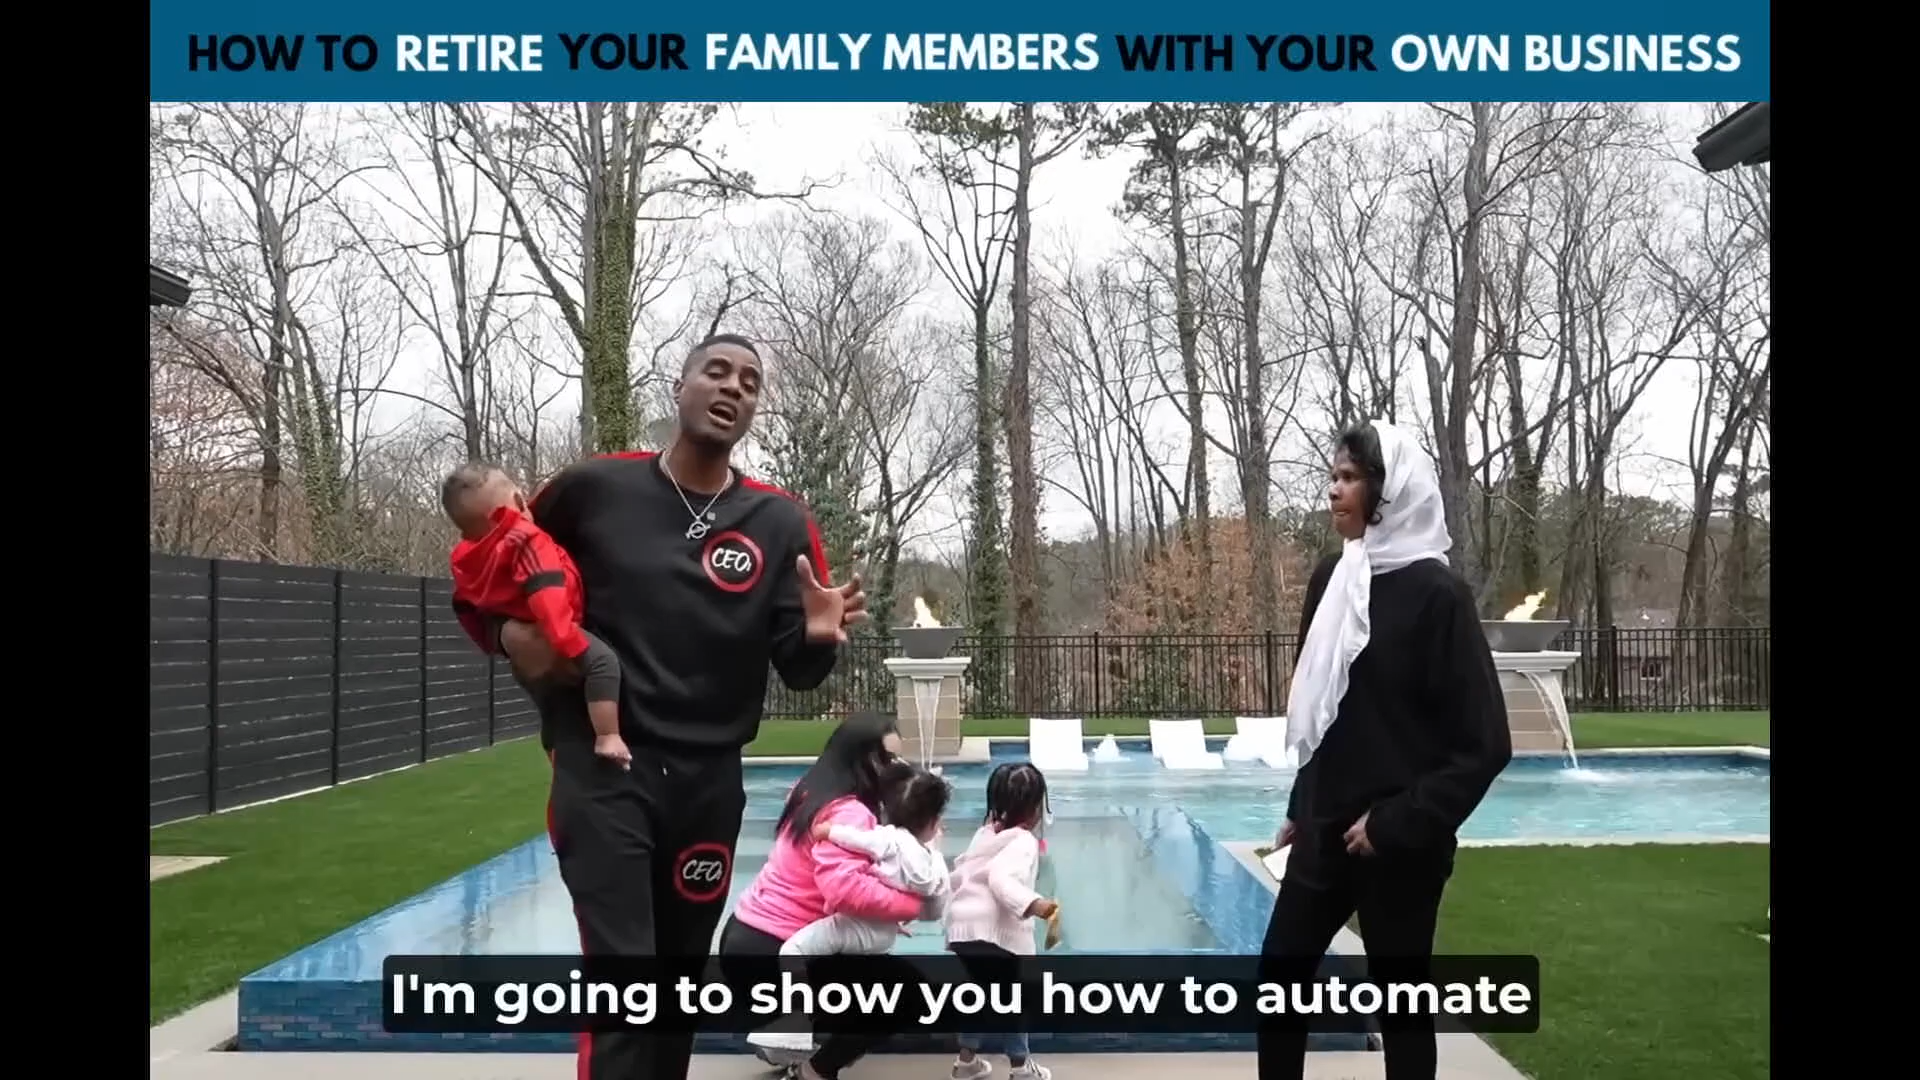 HOW TO RETIRE YOUR FAMILY MEMBERS WITH YOUR OWN BUSINESS
CEO
CEO
I'm going to show you how to automate